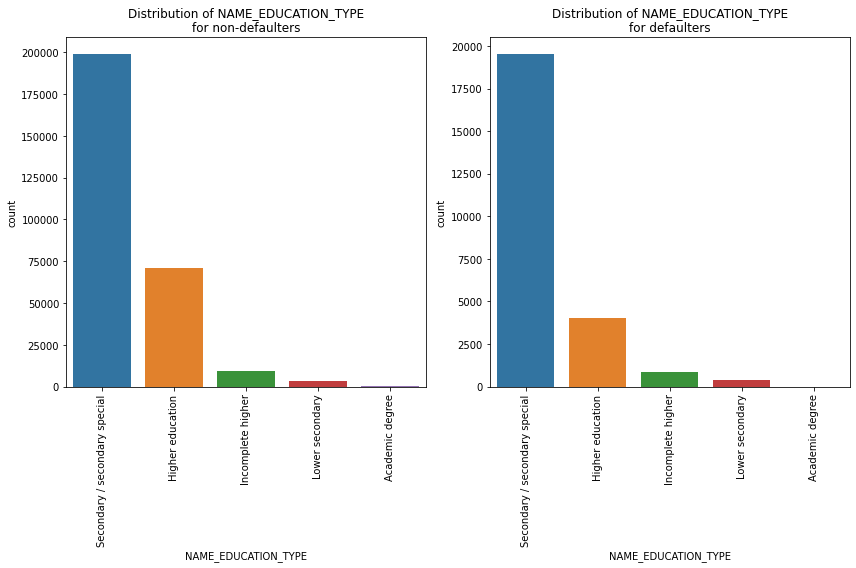 Distribution of NAME_EDUCATION_TYPE
for non-defaulters
200000
175000
150000
125000
100000
75000
50000
25000
0
count
Secondary / secondary special
Higher education
Incomplete higher
Lower secondary
Academic degree
NAME_EDUCATION_TYPE
Distribution of NAME_EDUCATION_TYPE
for defaulters
20000
17500
15000
12500
10000
7500
5000
2500
0
count
Secondary / secondary special
Higher education
Incomplete higher
Lower secondary
Academic degree
NAME_EDUCATION_TYPE